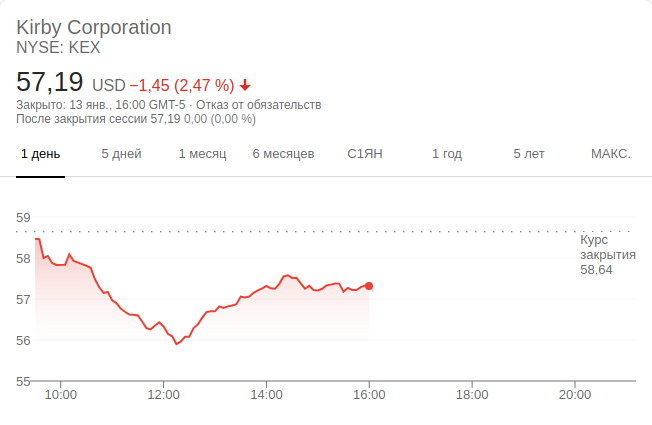 Kirby Corporation
NYSE: KEX
57,19 USD −1,45 (2,47 %)
Закрыто: 13 янв., 16:00 GMT-5 · Отказ от обязательств
После закрытия сессии 57,19 0,00 (0,00 %)
1 день 5 дней 1 месяц 6 месяцев С1ЯН 1 год 5 лет МАКС.
59
Курс
закрытия
58,64
58
57
56
55
10:00 12:00 14:00 16:00 18:00 20:00